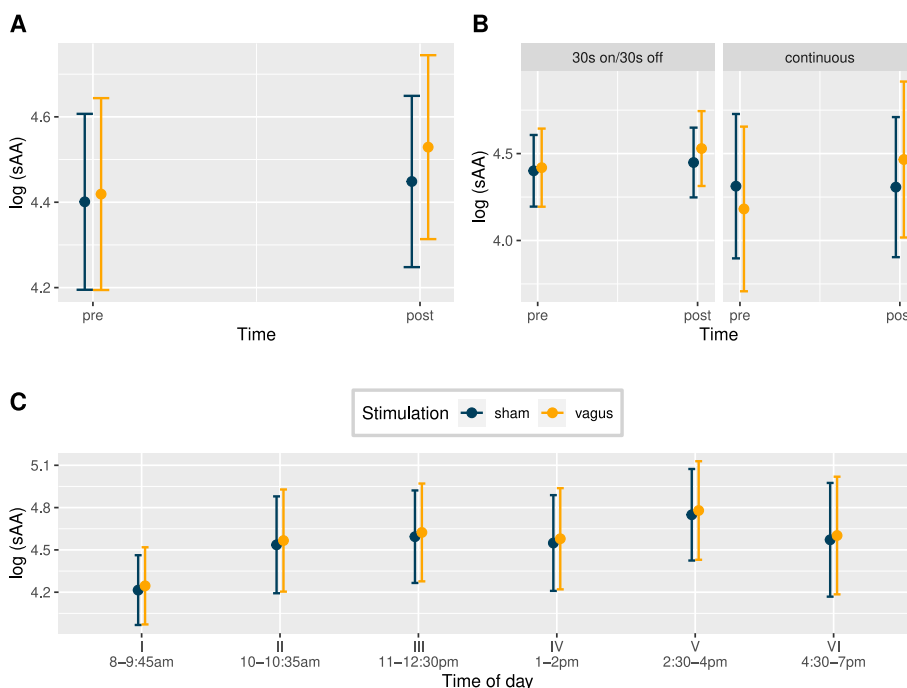 A
log (sAA)
4.6
4.4
4.2
pre
post
Time
B
30s on/30s off
continuous
log (sAA)
4.5
4.0
pre
post
pre
pos
Time
C
Stimulation
sham
vagus
log (sAA)
5.1
4.8
4.5
4.2
I
II
III
IV
V
VI
8–9:45am
10–10:35am
11–12:30pm
1–2pm
2:30–4pm
4:30–7pm
Time of day